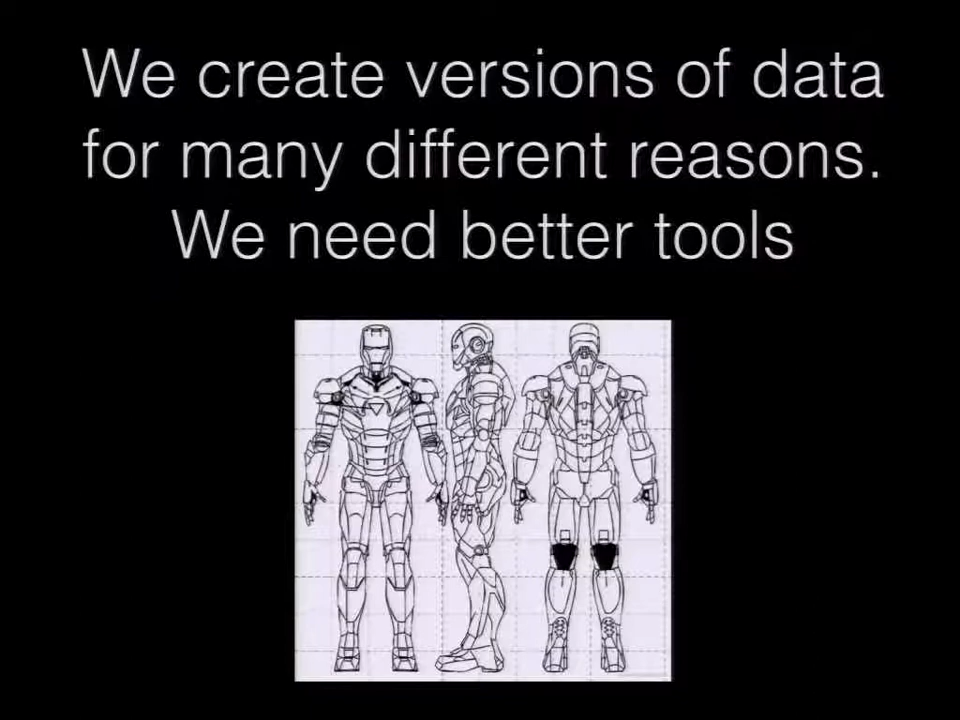 We create versions of data
for many different reasons.
We need better tools